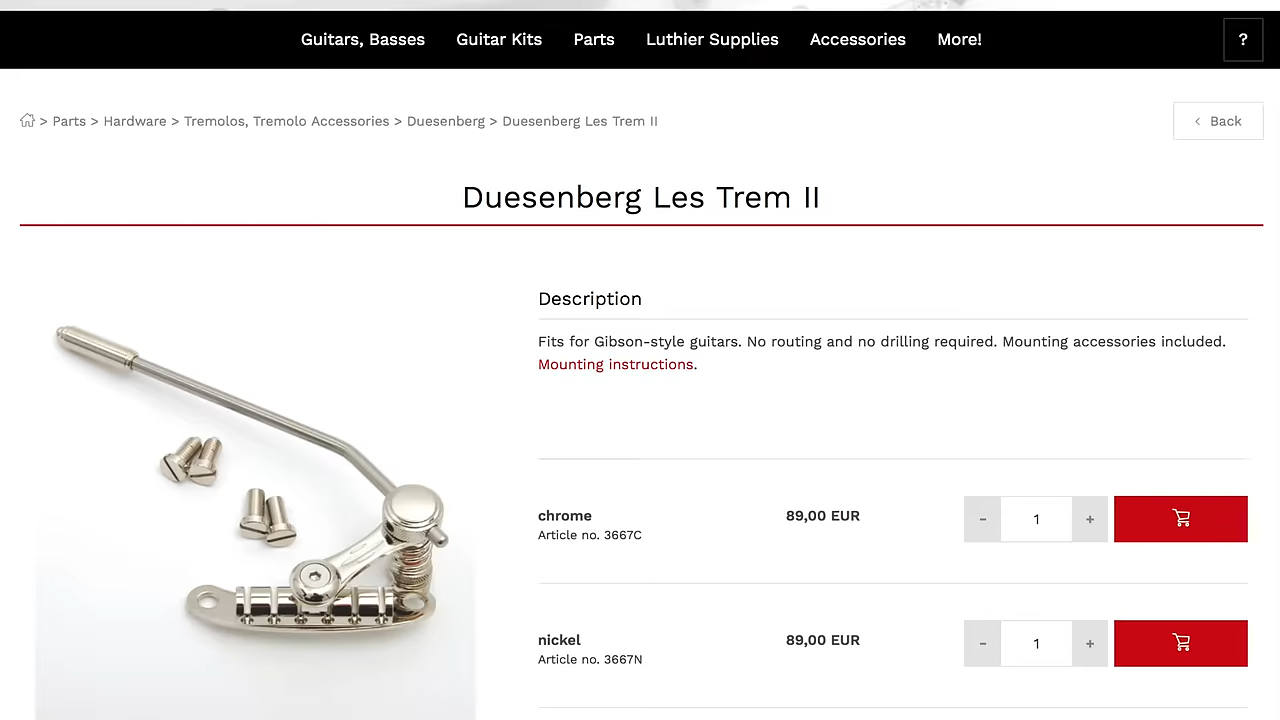 Guitars, Basses Guitar Kits Parts Luthier Supplies Accessories More! ?
> Parts > Hardware > Tremolos, Tremolo Accessories > Duesenberg > Duesenberg Les Trem II Back
Duesenberg Les Trem II
Description
Fits for Gibson-style guitars. No routing and no drilling required. Mounting accessories included.
Mounting instructions.
chrome 89,00 EUR - 1 +
Article no. 3667C
nickel 89,00 EUR - 1 +
Article no. 3667N